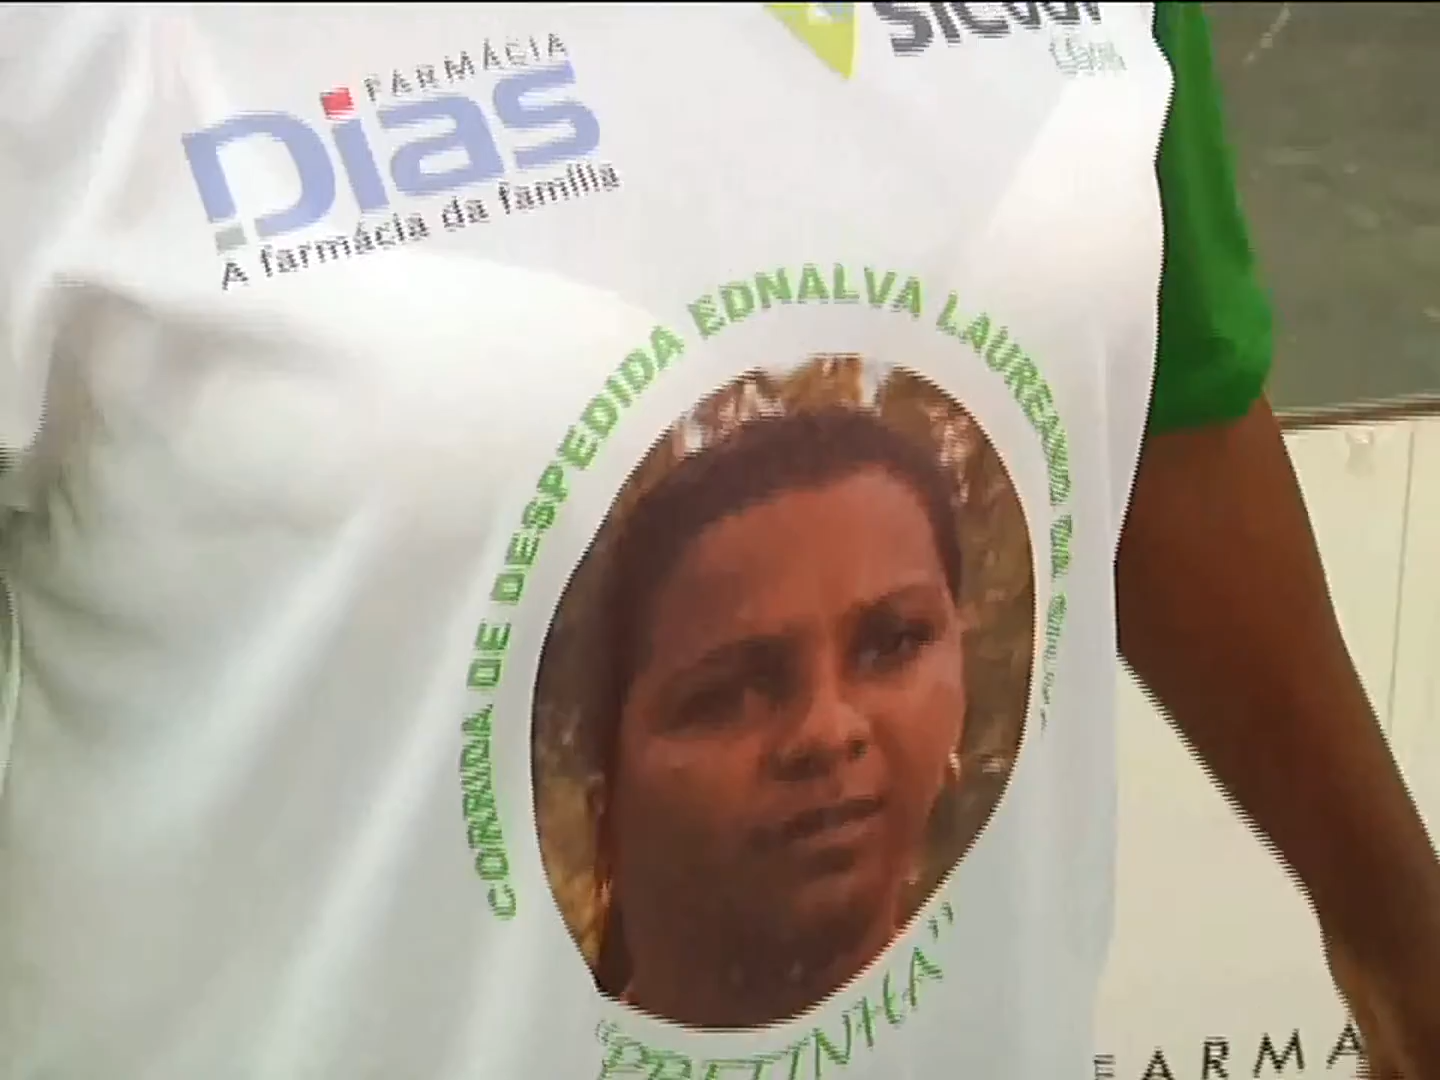 FARMÁCIA
Dias
A farmácia da família
CORRIDA DE DESPEDIDA EDNALVA LAUREANO
"PRETINHA"
FARMA